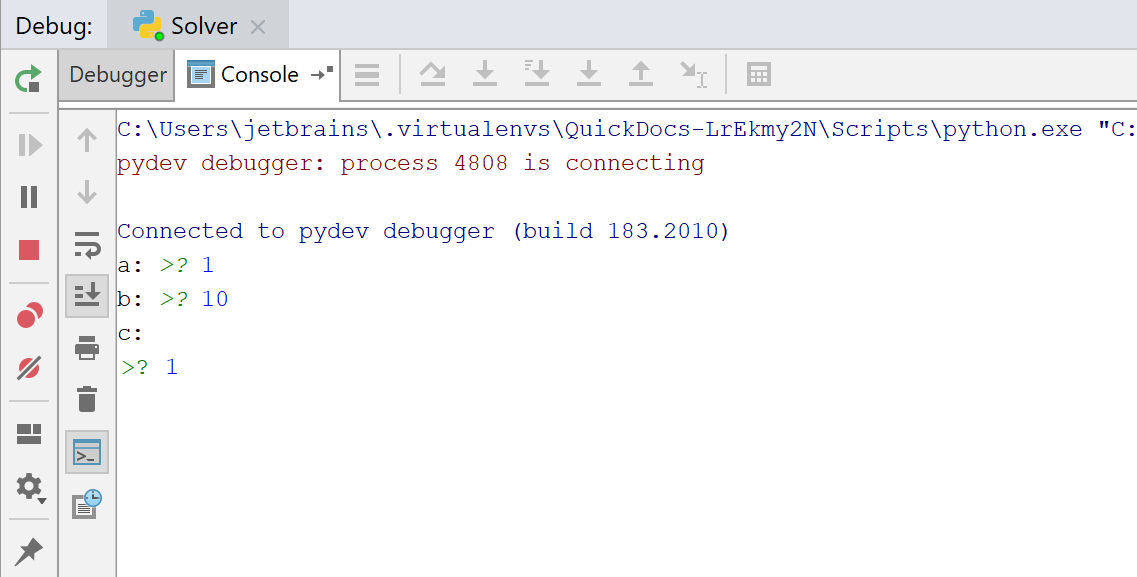 Debug: Solver
Debugger Console
C:\Users\jetbrains\.virtualenvs\QuickDocs-LrEkmy2N\Scripts\python.exe "C:
pydev debugger: process 4808 is connecting
Connected to pydev debugger (build 183.2010)
a: >? 1
b: >? 10
c:
>? 1